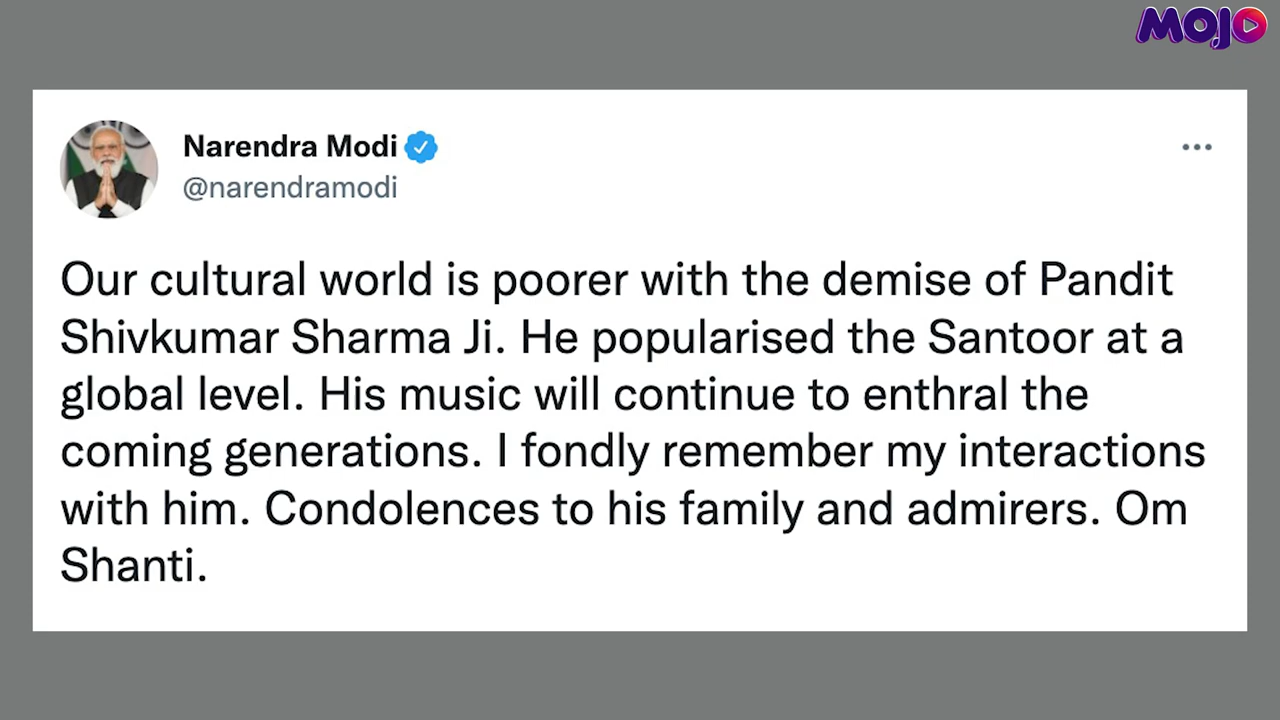 MOJO
Narendra Modi
@narendramodi
Our cultural world is poorer with the demise of Pandit
Shivkumar Sharma Ji. He popularised the Santoor at a
global level. His music will continue to enthral the
coming generations. I fondly remember my interactions
with him. Condolences to his family and admirers. Om
Shanti.